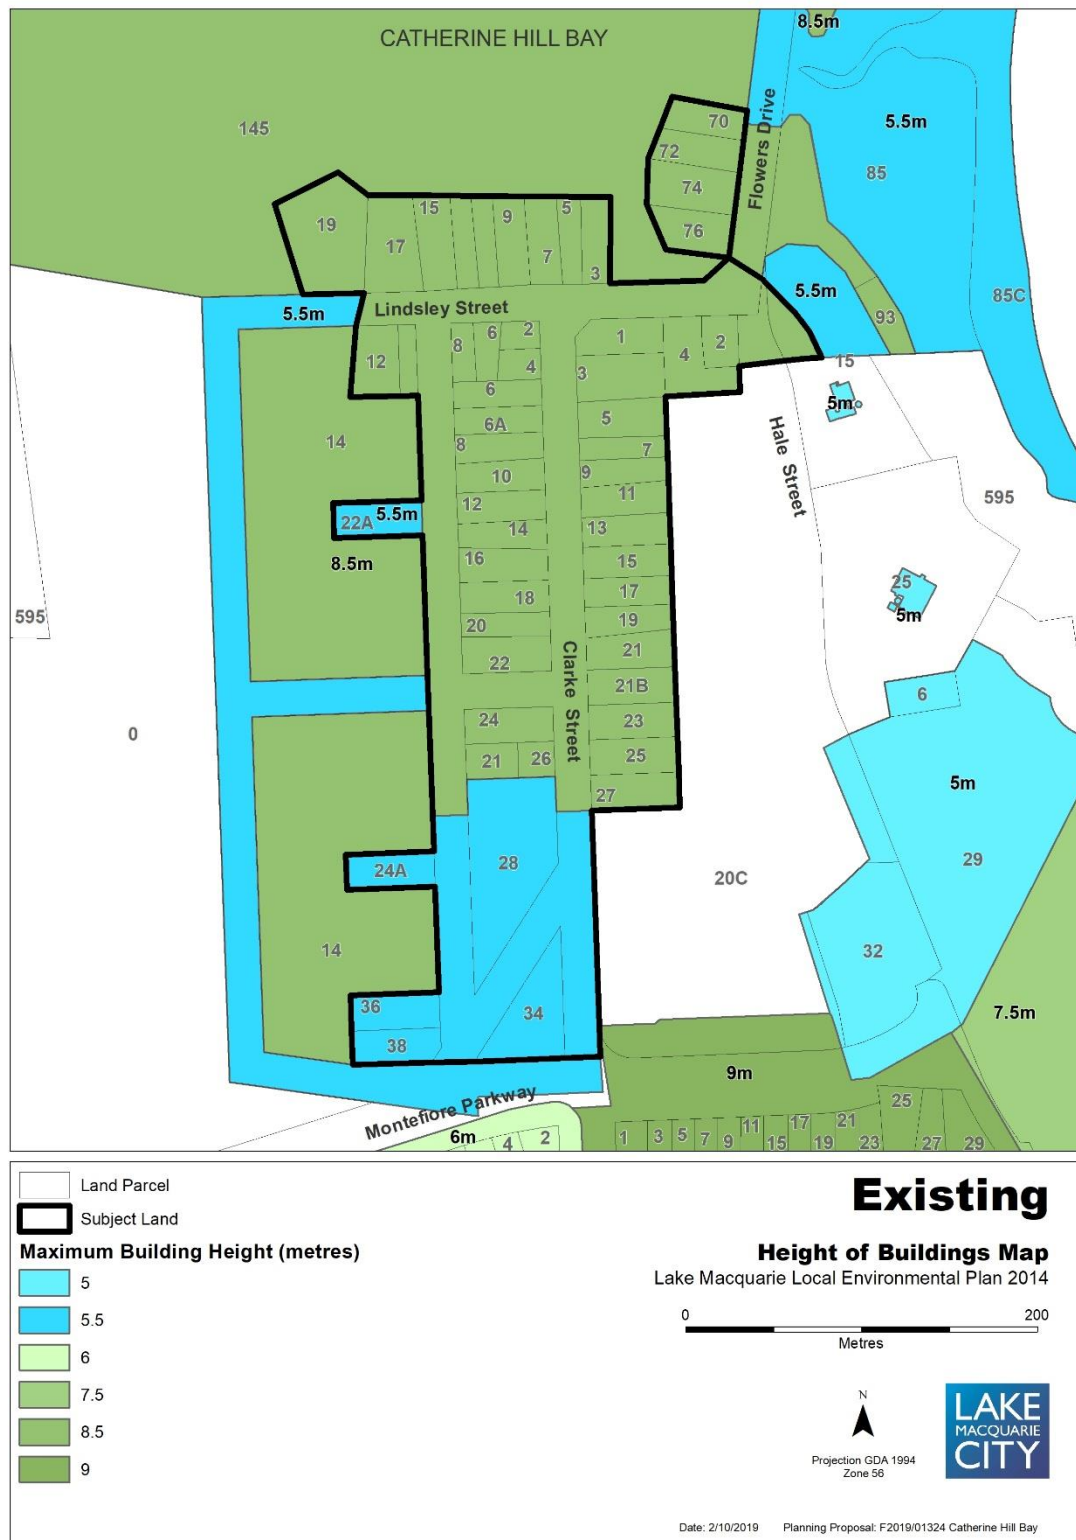 8.5m
CATHERINE HILL BAY
70
5.5m
145
72
Flowers Drive
85
74
15
5
19
9
76
17
7
3
5.5m
85C
5.5m
Lindsley Street
93
6
2
1
8
2
12
4
4
3
15
6
5m
14
6A
5
Hale Street
8
7
10
9
11
595
12
22A
5.5m
14
13
8.5m
16
15
25
18
17
5m
595
20
19
22
21
21B
6
24
Clarke Street
23
0
21
26
25
5m
27
28
29
24A
20C
14
32
36
34
7.5m
38
9m
Montefiore Parkway
25
6m
4
2
1
3
5
7
9
11
15
17
19
21
23
27
29
Land Parcel
Subject Land
Maximum Building Height (metres)
5
5.5
6
7.5
8.5
9
Existing
Height of Buildings Map
Lake Macquarie Local Environmental Plan 2014
0
200
Metres
N
Projection GDA 1994
Zone 56
LAKE
MACQUARIE
CITY
Date: 2/10/2019
Planning Proposal: F2019/01324 Catherine Hill Bay